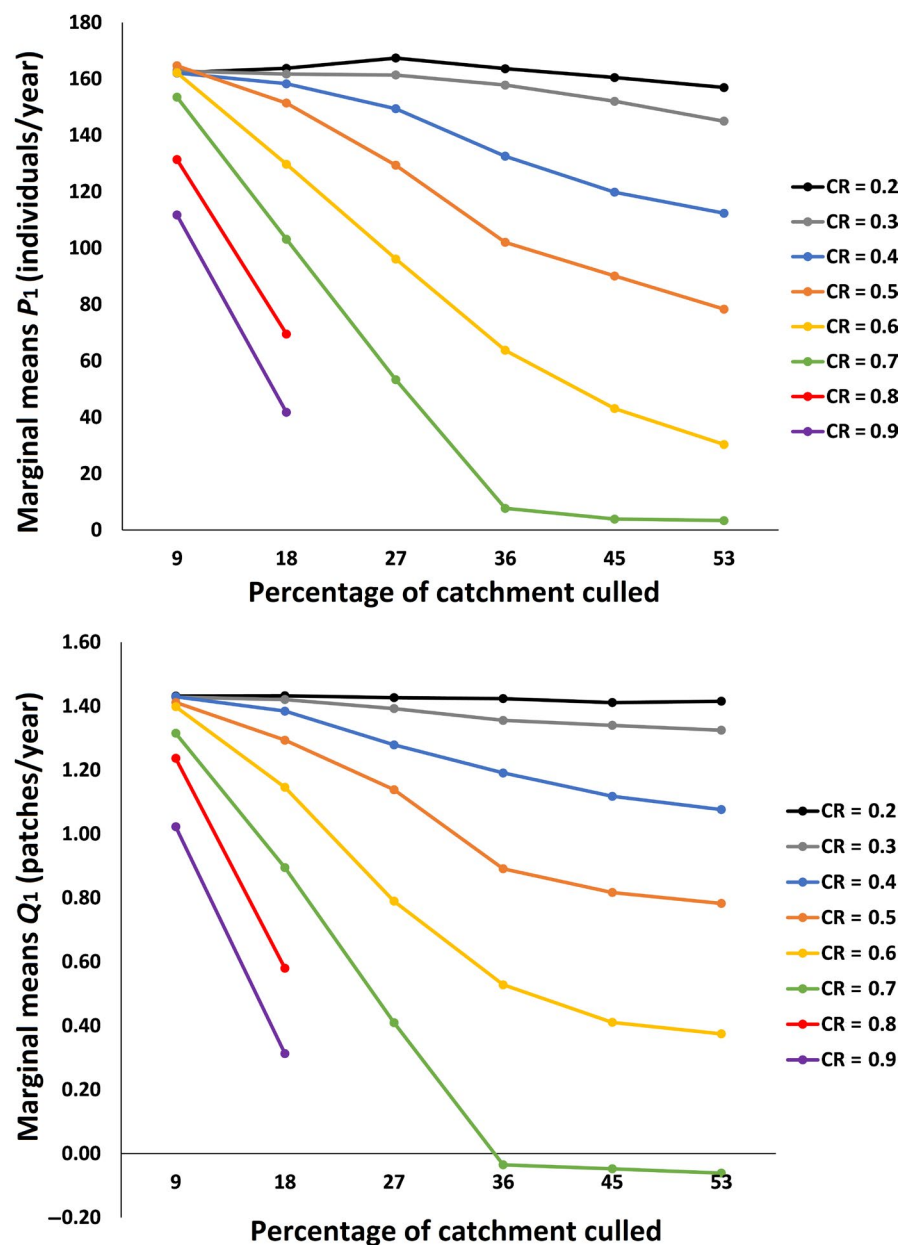 Marginal means P1 (individuals/year)
180
160
140
120
100
80
60
40
20
0
9 18 27 36 45 53
Percentage of catchment culled
CR = 0.2
CR = 0.3
CR = 0.4
CR = 0.5
CR = 0.6
CR = 0.7
CR = 0.8
CR = 0.9
Marginal means Q1 (patches/year)
1.60
1.40
1.20
1.00
0.80
0.60
0.40
0.20
0.00
–0.20
9 18 27 36 45 53
Percentage of catchment culled
CR = 0.2
CR = 0.3
CR = 0.4
CR = 0.5
CR = 0.6
CR = 0.7
CR = 0.8
CR = 0.9